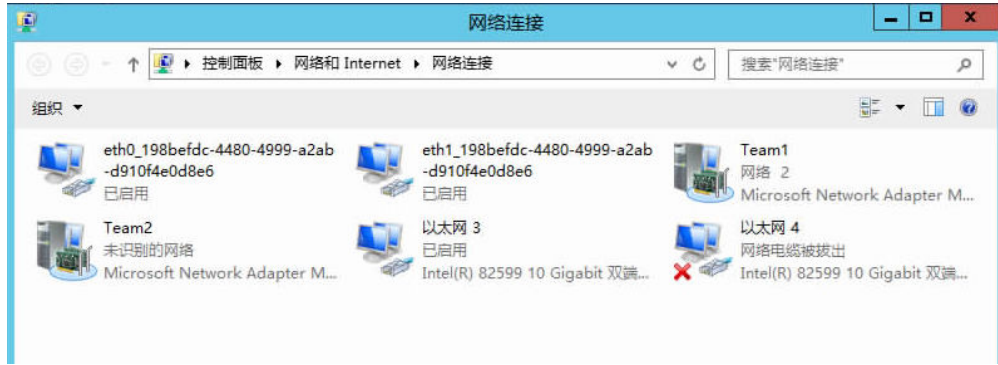 网络连接
控制面板 ▸ 网络和 Internet ▸ 网络连接
搜索"网络连接"
组织
eth0_198befdc-4480-4999-a2ab
-d910f4e0d8e6
已启用
eth1_198befdc-4480-4999-a2ab
-d910f4e0d8e6
已启用
Team1
网络 2
Microsoft Network Adapter M...
Team2
未识别的网络
Microsoft Network Adapter M...
以太网 3
已启用
Intel(R) 82599 10 Gigabit 双端...
以太网 4
网络电缆被拔出
Intel(R) 82599 10 Gigabit 双端...